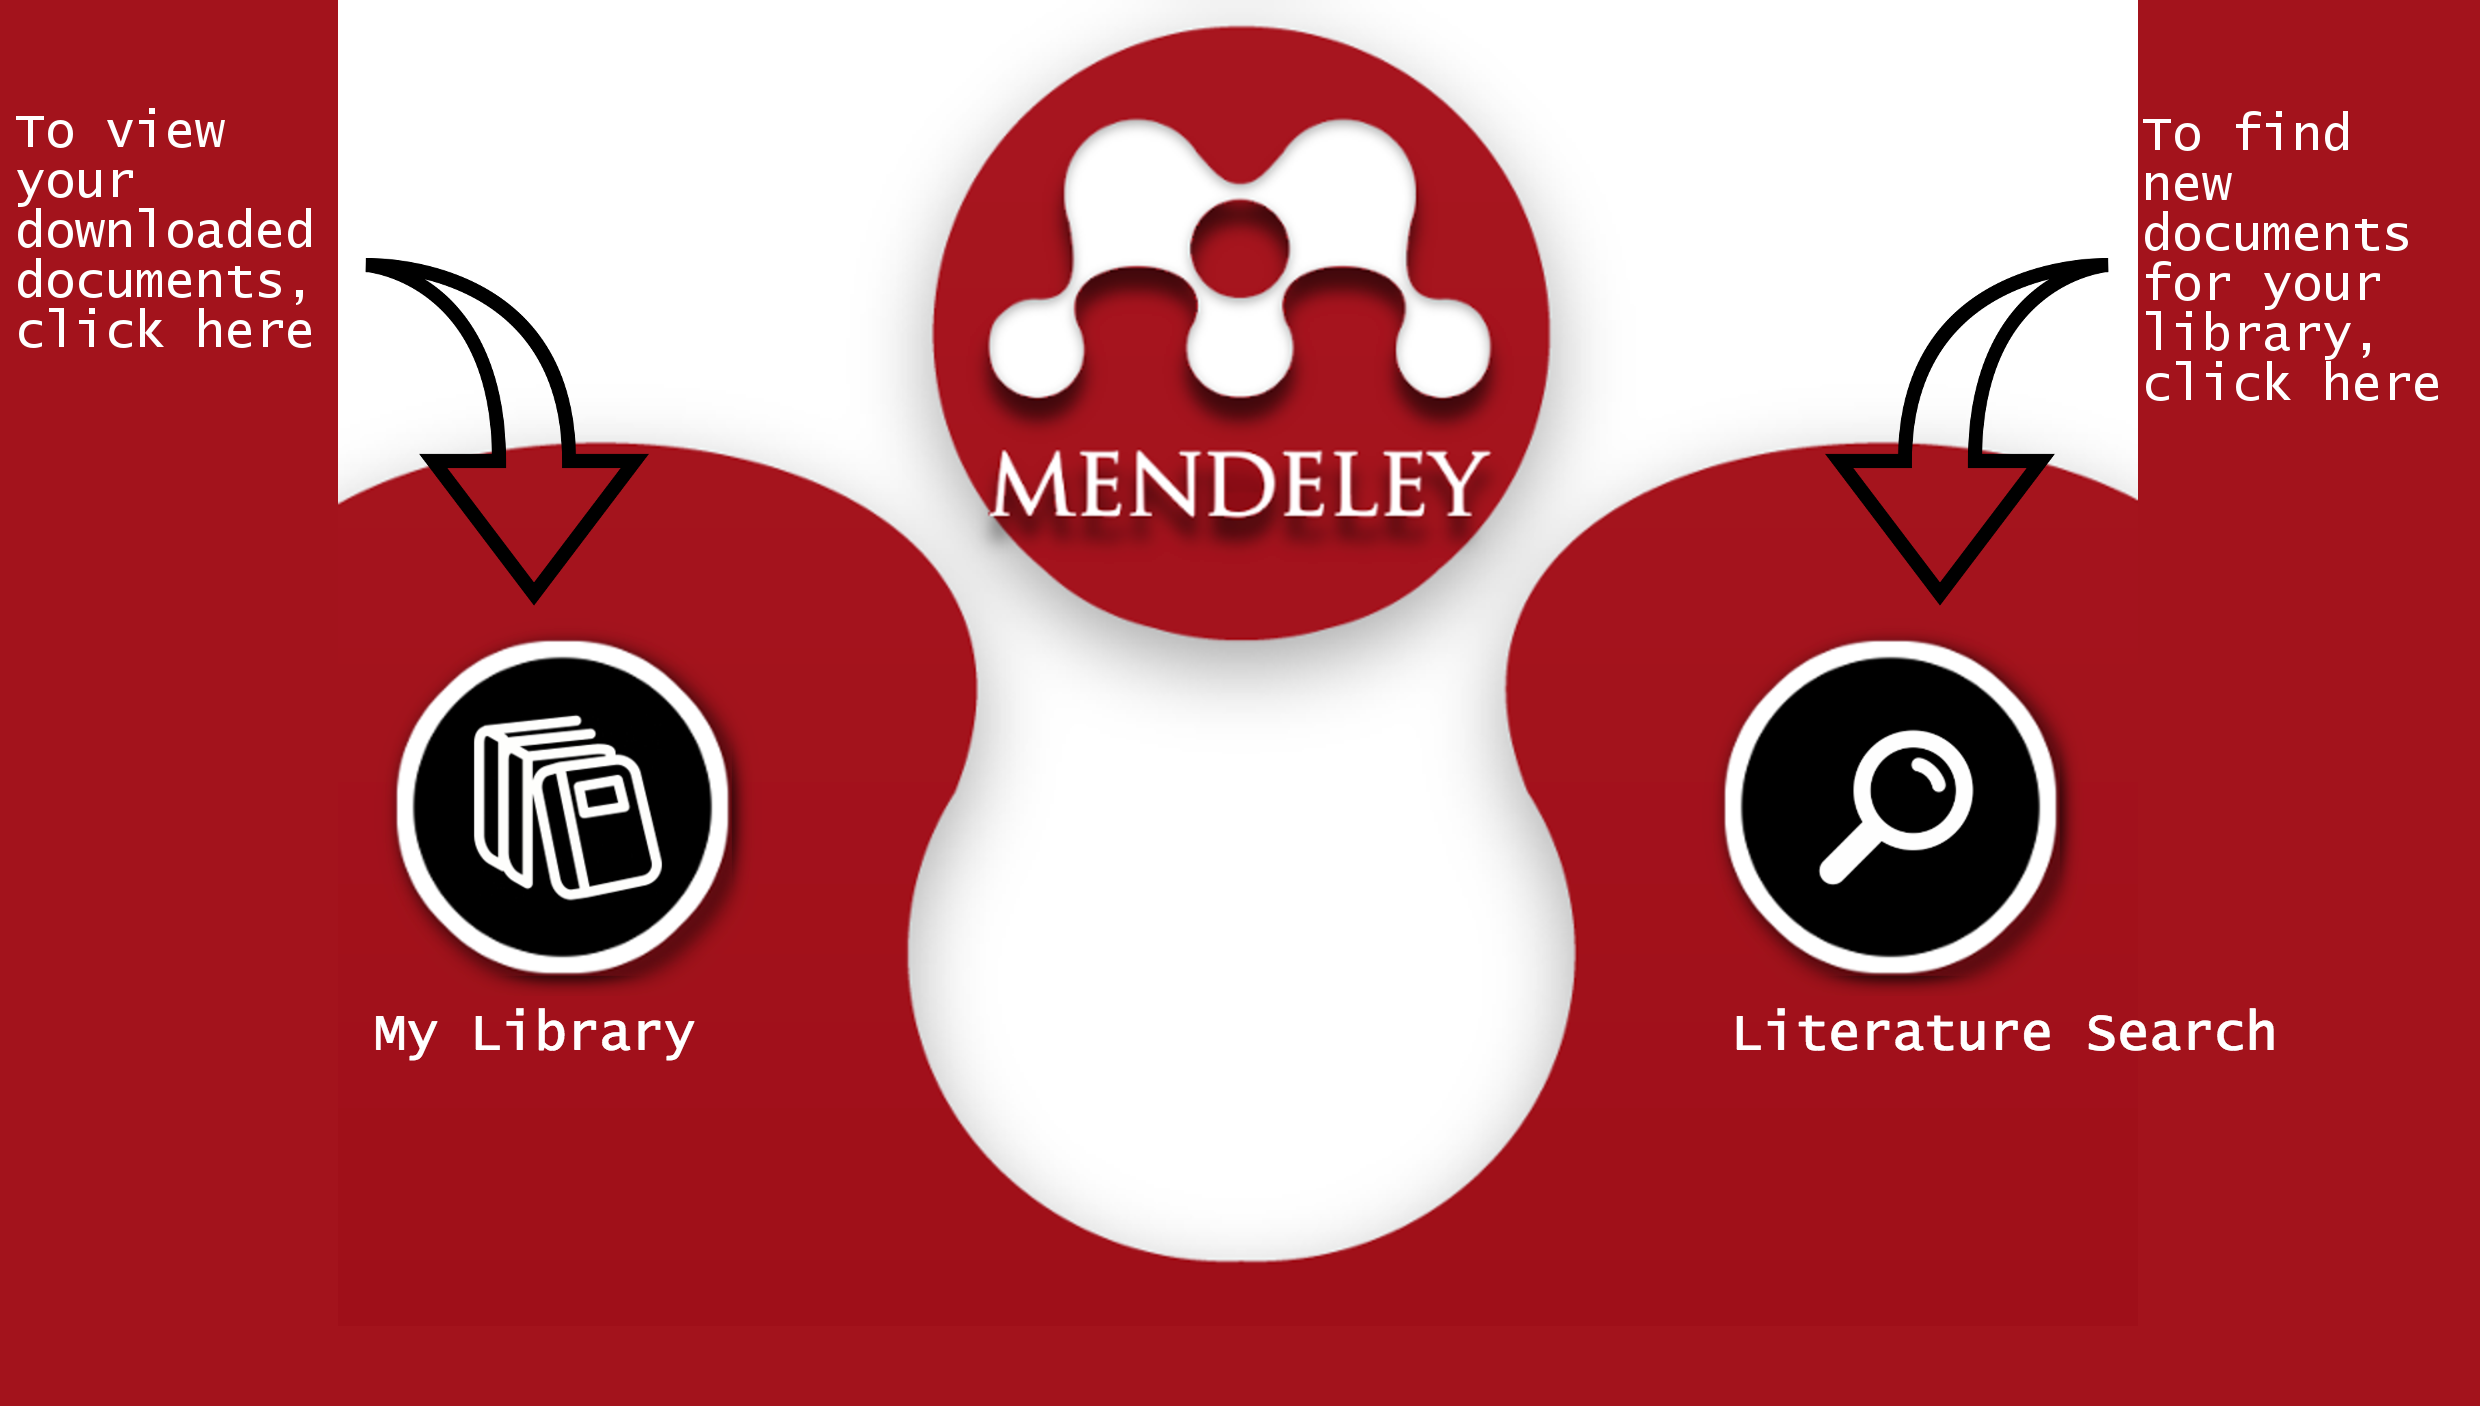 To view
your
downloaded
documents,
click here
MENDELEY
To find
new
documents
for your
library,
click here
My Library
Literature Search